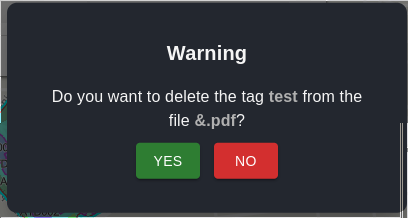 Warning
Do you want to delete the tag test from the
file &.pdf?
YES
NO